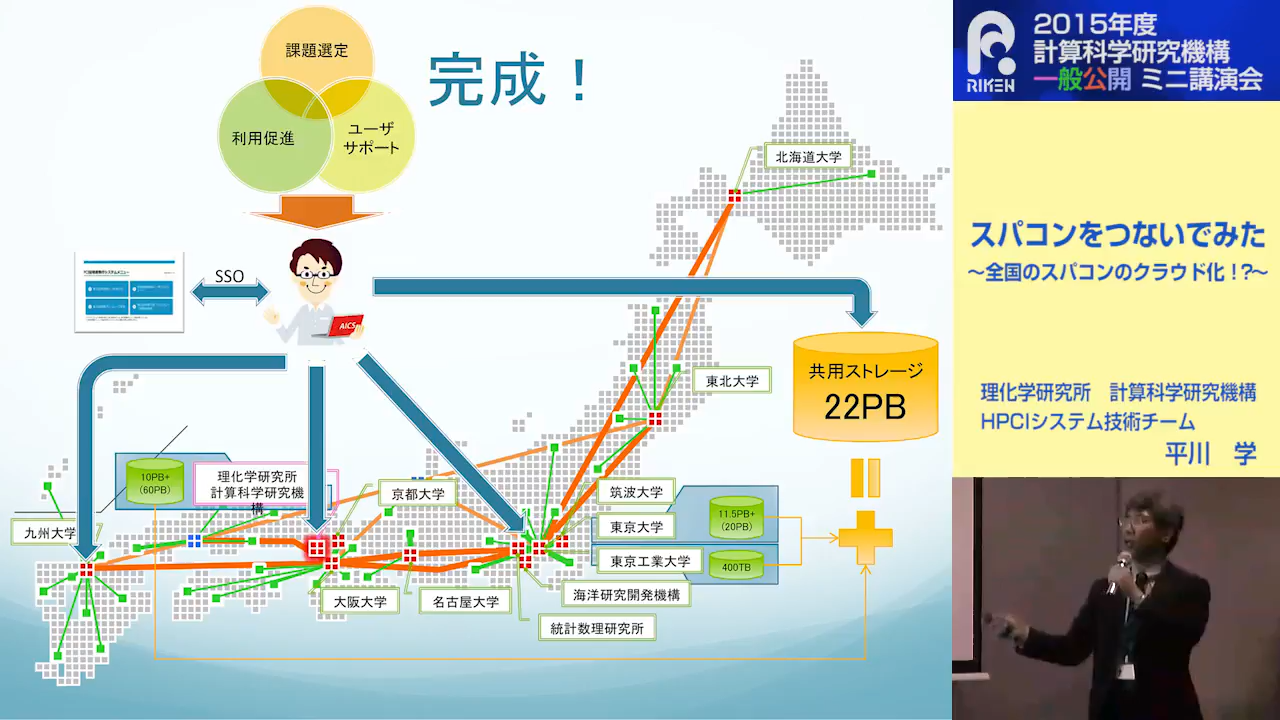 課題選定
利用促進
ユーザ
サポート
完成！
SSO
AICS
共用ストレージ
22PB
北海道大学
東北大学
10PB+
(60PB)
理化学研究所
計算科学研究機
構
京都大学
筑波大学
東京大学
東京工業大学
11.5PB+
(20PB)
400TB
九州大学
大阪大学
名古屋大学
海洋研究開発機構
統計数理研究所
RIKEN
2015年度
計算科学研究機構
一般公開 ミニ講演会
スパコンをつないでみた
～全国のスパコンのクラウド化！?～
理化学研究所　計算科学研究機構
HPCIシステム技術チーム
平川　学